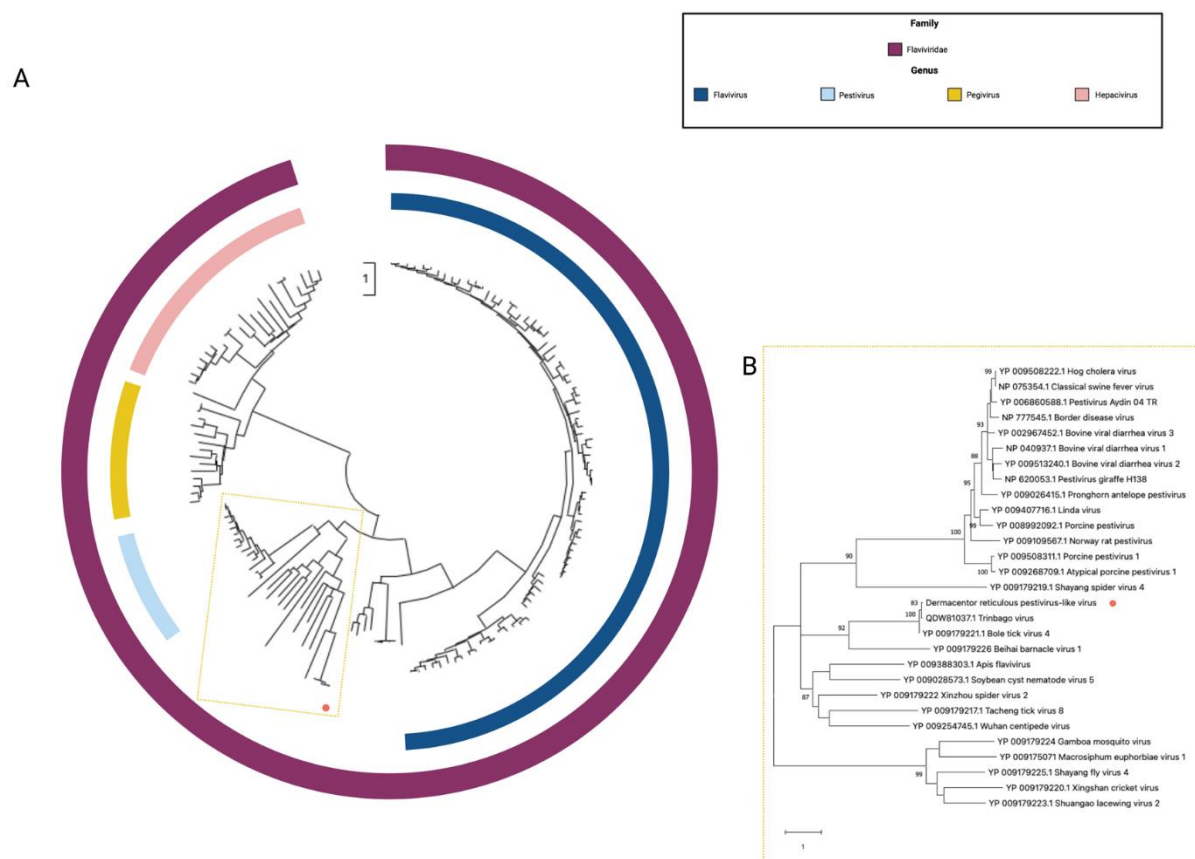 Family
Flaviviridae
Genus
Flavivirus
Pestivirus
Pegivirus
Hepacivirus
A
1
B
99
YP 009508222.1 Hog cholera virus
NP 075354.1 Classical swine fever virus
YP 006860588.1 Pestivirus Aydin 04 TR
NP 777545.1 Border disease virus
93
YP 002967452.1 Bovine viral diarrhea virus 3
NP 040937.1 Bovine viral diarrhea virus 1
88
YP 009513240.1 Bovine viral diarrhea virus 2
NP 620053.1 Pestivirus giraffe H138
95
YP 009026415.1 Pronghorn antelope pestivirus
YP 009407716.1 Linda virus
99
YP 008992092.1 Porcine pestivirus
100
YP 009109567.1 Norway rat pestivirus
YP 009508311.1 Porcine pestivirus 1
90
100
YP 009268709.1 Atypical porcine pestivirus 1
YP 009179219.1 Shayang spider virus 4
83
Dermacentor reticulous pestivirus-like virus
100
QDW81037.1 Trinbago virus
92
YP 009179221.1 Bole tick virus 4
YP 009179226 Beihai barnacle virus 1
YP 009388303.1 Apis flavivirus
YP 009028573.1 Soybean cyst nematode virus 5
87
YP 009179222 Xinzhou spider virus 2
YP 009179217.1 Tacheng tick virus 8
YP 009254745.1 Wuhan centipede virus
YP 009179224 Gamboa mosquito virus
YP 009175071 Macrosiphum euphorbiae virus 1
99
YP 009179225.1 Shayang fly virus 4
YP 009179220.1 Xingshan cricket virus
YP 009179223.1 Shuangao lacewing virus 2
1